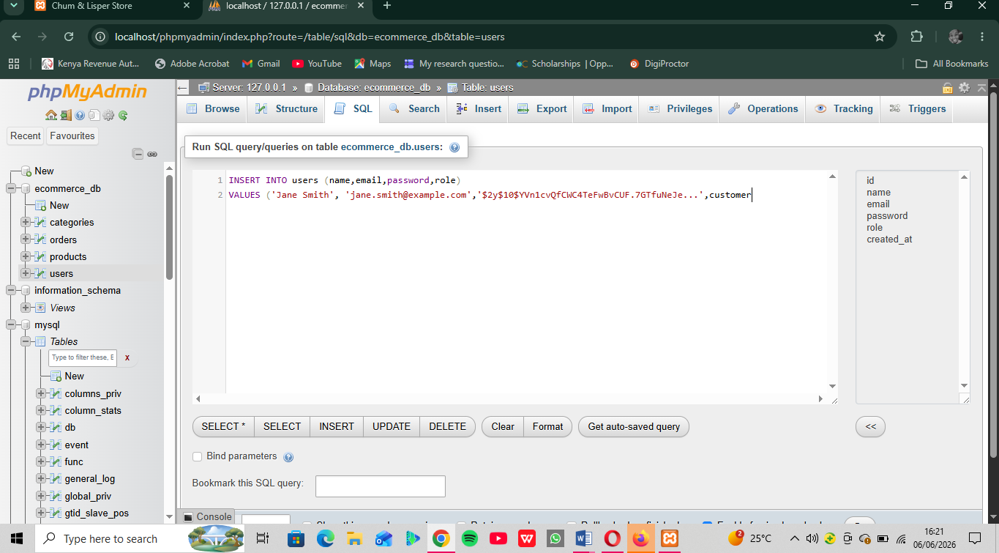 Chum & Lisper Store
localhost / 127.0.0.1 / ecommer
localhost/phpmyadmin/index.php?route=/table/sql&db=ecommerce_db&table=users
Kenya Revenue Aut...
Adobe Acrobat
Gmail
YouTube
Maps
My research questio...
Scholarships | Opp...
DigiProctor
All Bookmarks
phpMyAdmin
Recent
Favourites
New
ecommerce_db
New
categories
orders
products
users
information_schema
Views
mysql
Tables
Type to filter these, E
X
New
columns_priv
column_stats
db
event
func
general_log
global_priv
gtid_slave_pos
Server: 127.0.0.1 » Database: ecommerce_db » Table: users
Browse
Structure
SQL
Search
Insert
Export
Import
Privileges
Operations
Tracking
Triggers
Run SQL query/queries on table ecommerce_db.users:
1 INSERT INTO users (name,email,password,role)
2 VALUES ('Jane Smith', 'jane.smith@example.com','$2y$10$YVn1cvQfCWC4TeFwBvCUF.7GTfuNeJe...',customer
id
name
email
password
role
created_at
SELECT *
SELECT
INSERT
UPDATE
DELETE
Clear
Format
Get auto-saved query
<<
Bind parameters
Bookmark this SQL query:
Console
Type here to search
2
25°C
16:21
06/06/2026